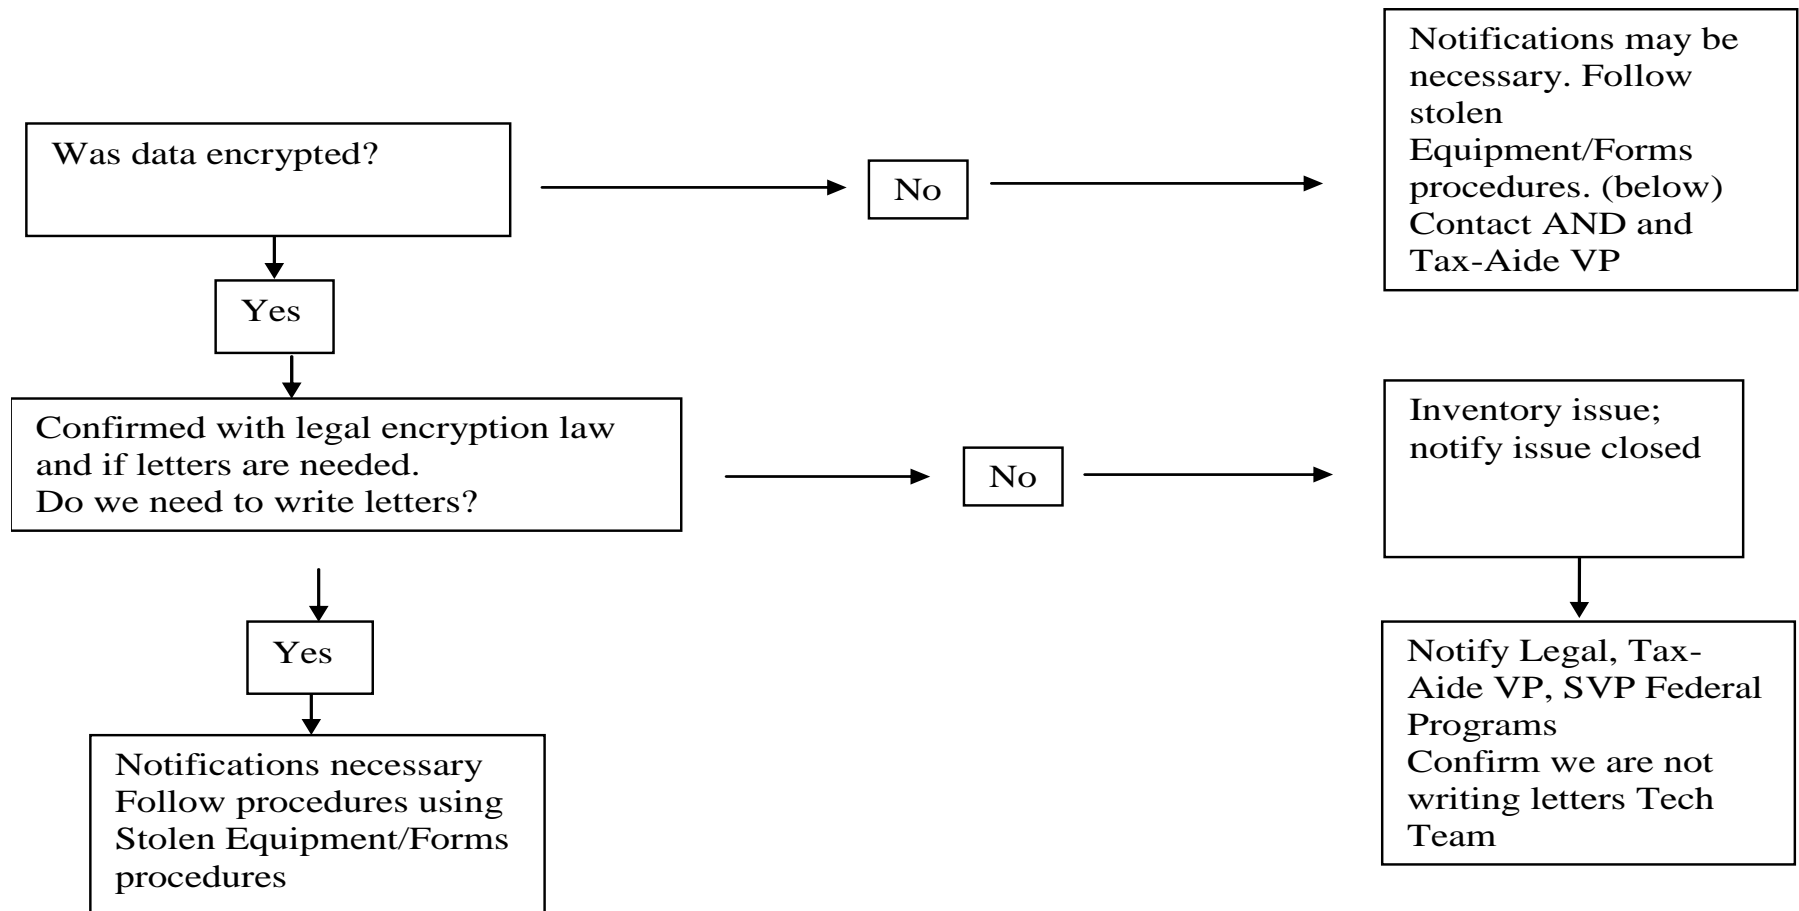 Was data encrypted?
No
Notifications may be
necessary. Follow
stolen
Equipment/Forms
procedures. (below)
Contact AND and
Tax-Aide VP
Yes
Confirmed with legal encryption law
and if letters are needed.
Do we need to write letters?
No
Inventory issue;
notify issue closed
Yes
Notify Legal, Tax-
Aide VP, SVP Federal
Programs
Confirm we are not
writing letters Tech
Team
Notifications necessary
Follow procedures using
Stolen Equipment/Forms
procedures